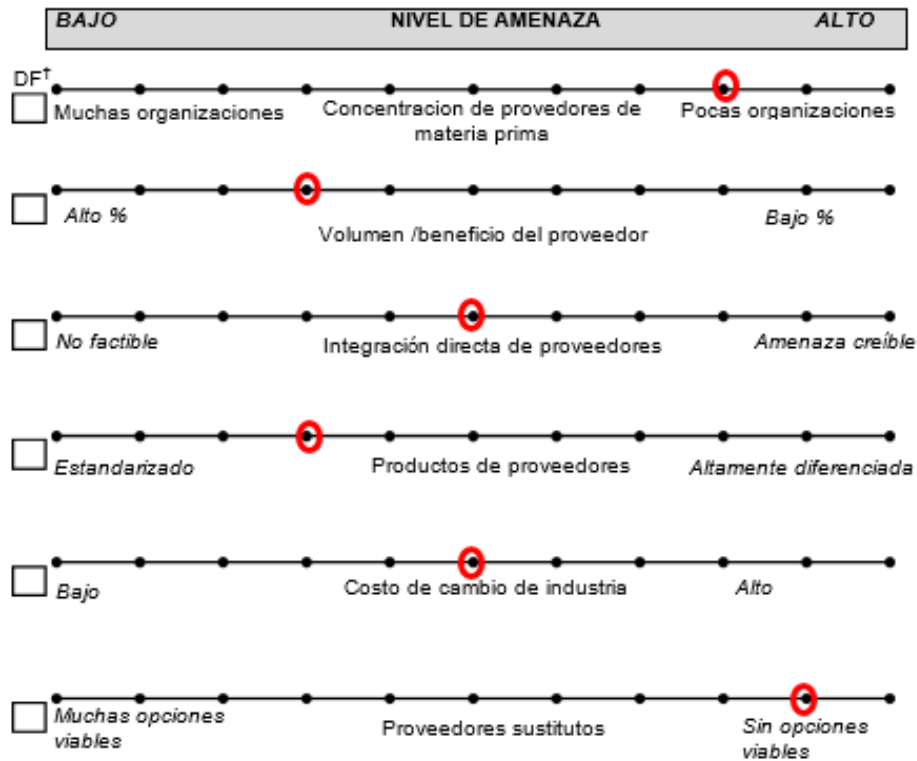 BAJO NIVEL DE AMENAZA ALTO
DF†
Muchas organizaciones Concentracion de provedores de Pocas organizaciones
materia prima
Alto % Bajo %
Volumen /beneficio del proveedor
No factible Integración directa de proveedores Amenaza creíble
Estandarizado Productos de proveedores Altamente diferenciada
Bajo Costo de cambio de industria Alto
Muchas opciones Proveedores sustitutos Sin opciones
viables viables